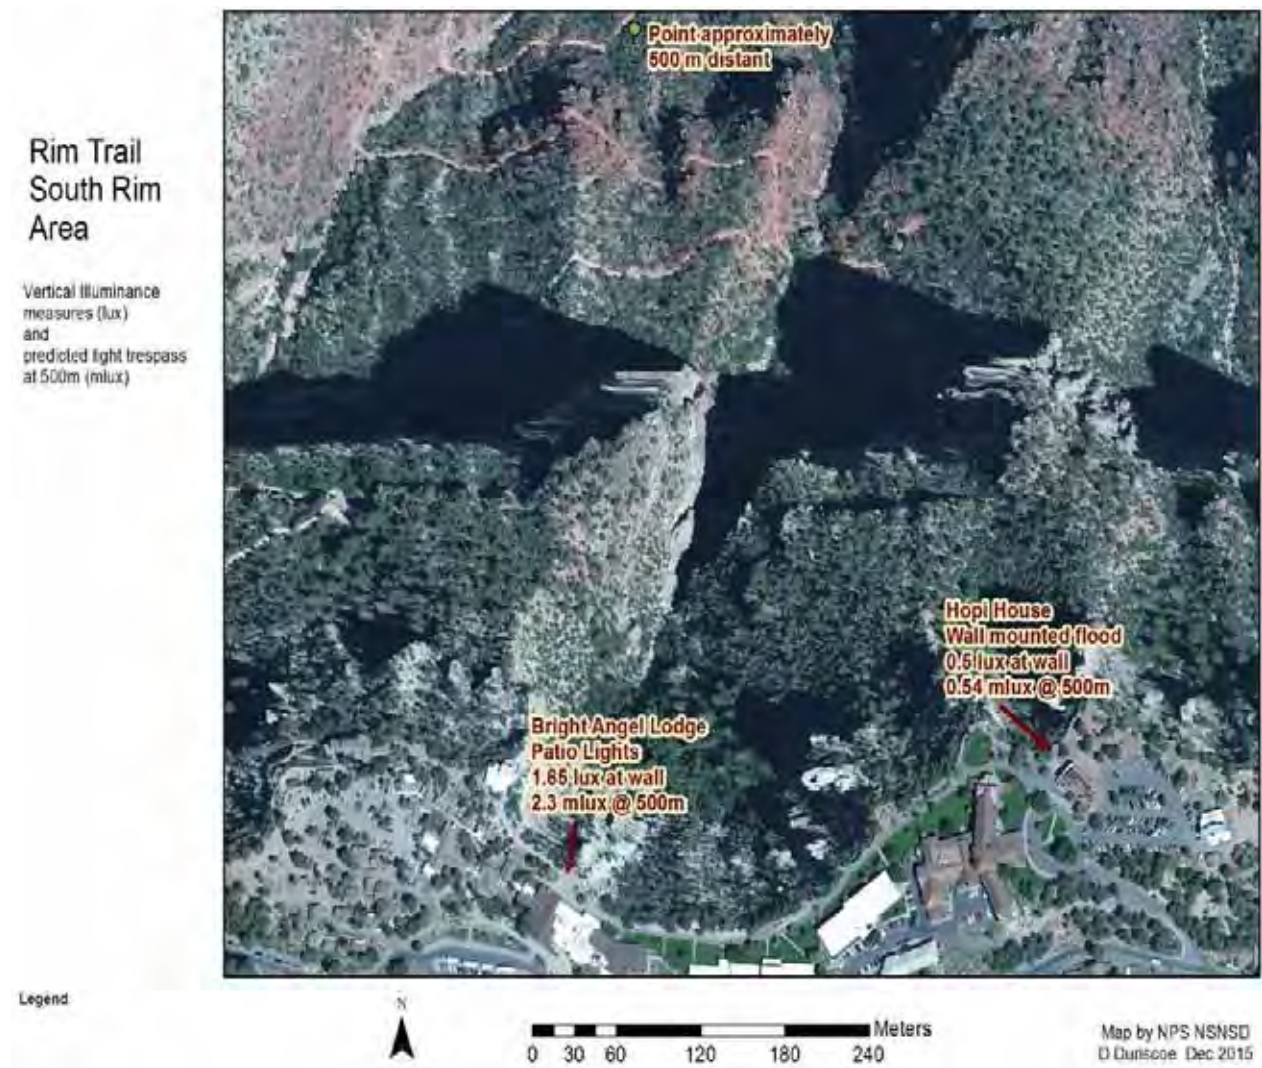 Point approximately
500 m distant
Rim Trail
South Rim
Area
Vertical Illuminance
measures (lux)
and
predicted light trespass
at 500m (mlux)
Hopi House
Wall mounted flood
0.5 lux at wall
0.54 mlux @ 500m
Bright Angel Lodge
Patio Lights
1.65 lux at wall
2.3 mlux @ 500m
Legend
N
Meters
0 30 60 120 180 240
Map by NPS NSNSD
D Duriscoe Dec 2015